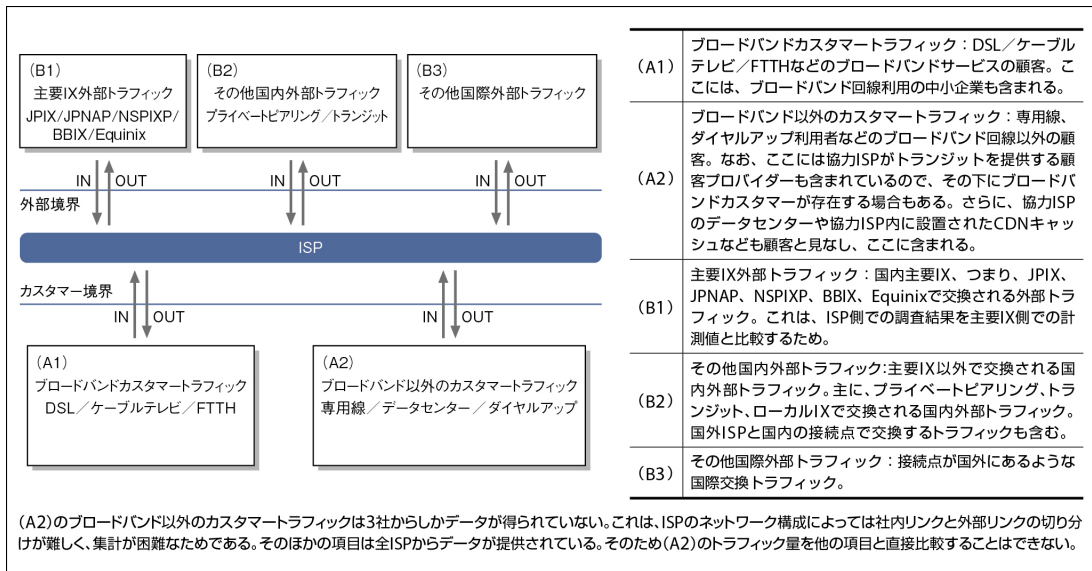 (B1)
主要IX外部トラフィック
JPIX/JPNAP/NSPIXP/
BBIX/Equinix
(B2)
その他国内外部トラフィック
プライベートピアリング／トランジット
(B3)
その他国際外部トラフィック
IN OUT
IN OUT
IN OUT
外部境界
ISP
カスタマー境界
IN OUT
IN OUT
(A1)
ブロードバンドカスタマートラフィック
DSL／ケーブルテレビ／FTTH
(A2)
ブロードバンド以外のカスタマートラフィック
専用線／データセンター／ダイヤルアップ
(A1)
ブロードバンドカスタマートラフィック：DSL／ケーブル
テレビ／FTTHなどのブロードバンドサービスの顧客。こ
こには、ブロードバンド回線利用の中小企業も含まれる。
(A2)
ブロードバンド以外のカスタマートラフィック：専用線、
ダイヤルアップ利用者などのブロードバンド回線以外の顧
客。なお、ここには協力ISPがトランジットを提供する顧
客プロバイダーも含まれているので、その下にブロードバ
ンドカスタマーが存在する場合もある。さらに、協力ISP
のデータセンターや協力ISP内に設置されたCDNキャッ
シュなども顧客と見なし、ここに含まれる。
(B1)
主要IX外部トラフィック：国内主要IX、つまり、JPIX、
JPNAP、NSPIXP、BBIX、Equinixで交換される外部ト
ラフィック。これは、ISP側での調査結果を主要IX側での計
測値と比較するため。
(B2)
その他国内外部トラフィック:主要IX以外で交換される国
内外部トラフィック。主に、プライベートピアリング、トラ
ンジット、ローカルIXで交換される国内外部トラフィック。
国外ISPと国内の接続点で交換するトラフィックも含む。
(B3)
その他国際外部トラフィック：接続点が国外にあるような
国際交換トラフィック。
(A2)のブロードバンド以外のカスタマートラフィックは3社からしかデータが得られていない。これは、ISPのネットワーク構成によっては社内リンクと外部リンクの切り分
けが難しく、集計が困難なためである。そのほかの項目は全ISPからデータが提供されている。そのため(A2)のトラフィック量を他の項目と直接比較することはできない。